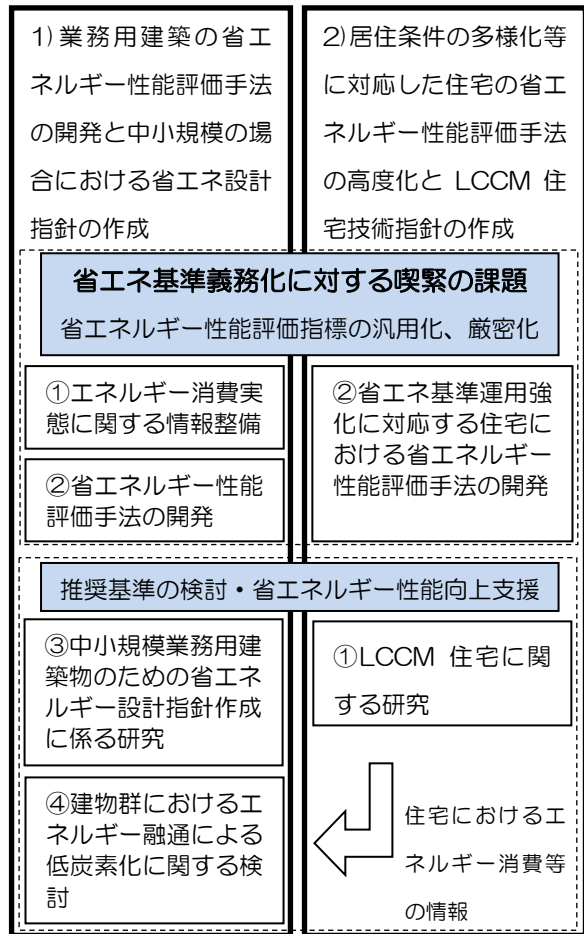 1)業務用建築の省エ
ネルギー性能評価手法
の開発と中小規模の場
合における省エネ設計
指針の作成
2)居住条件の多様化等
に対応した住宅の省エ
ネルギー性能評価手法
の高度化と LCCM 住
宅技術指針の作成
省エネ基準義務化に対する喫緊の課題
省エネルギー性能評価指標の汎用化、厳密化
①エネルギー消費実
態に関する情報整備
②省エネルギー性能
評価手法の開発
②省エネ基準運用強
化に対応する住宅に
おける省エネルギー
性能評価手法の開発
推奨基準の検討・省エネルギー性能向上支援
③中小規模業務用建
築物のための省エネ
ルギー設計指針作成
に係る研究
④建物群におけるエ
ネルギー融通による
低炭素化に関する検
討
①LCCM 住宅に関
する研究
住宅におけるエ
ネルギー消費等
の情報